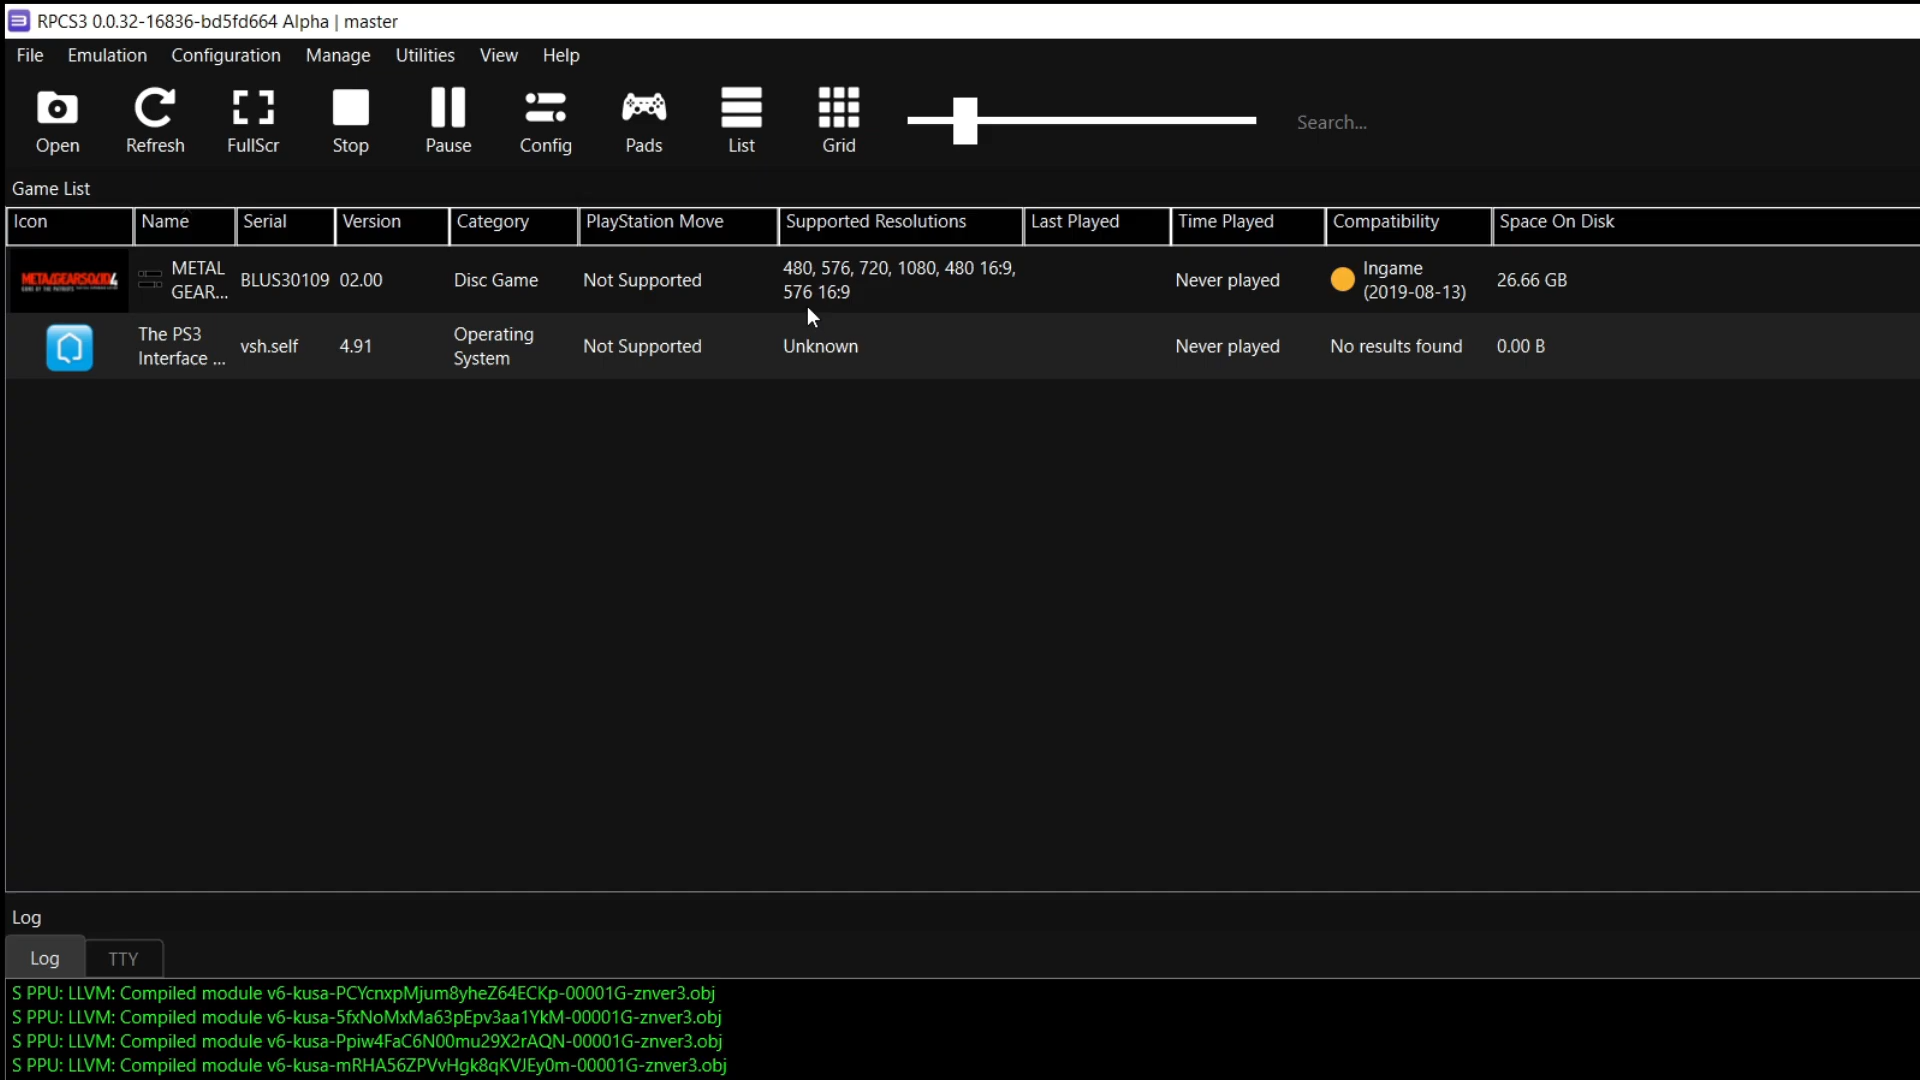 RPCS3 0.0.32-16836-bd5fd664 Alpha | master
File Emulation Configuration Manage Utilities View Help
Open Refresh FullScr Stop Pause Config Pads List Grid Search...
Game List
Icon Name Serial Version Category PlayStation Move Supported Resolutions Last Played Time Played Compatibility Space On Disk
METAL GEAR SOLID 4 METAL GEAR... BLUS30109 02.00 Disc Game Not Supported 480, 576, 720, 1080, 480 16:9, 576 16:9 Never played Ingame (2019-08-13) 26.66 GB
The PS3 Interface ... vsh.self 4.91 Operating System Not Supported Unknown Never played No results found 0.00 B
Log
Log TTY
S PPU: LLVM: Compiled module v6-kusa-PCYcnxpMjum8yheZ64ECKp-00001G-znver3.obj
S PPU: LLVM: Compiled module v6-kusa-5fxNoMxMa63pEpv3aa1YkM-00001G-znver3.obj
S PPU: LLVM: Compiled module v6-kusa-Ppiw4FaC6N00mu29X2rAQN-00001G-znver3.obj
S PPU: LLVM: Compiled module v6-kusa-mRHA56ZPVvHgk8qKVJEy0m-00001G-znver3.obj